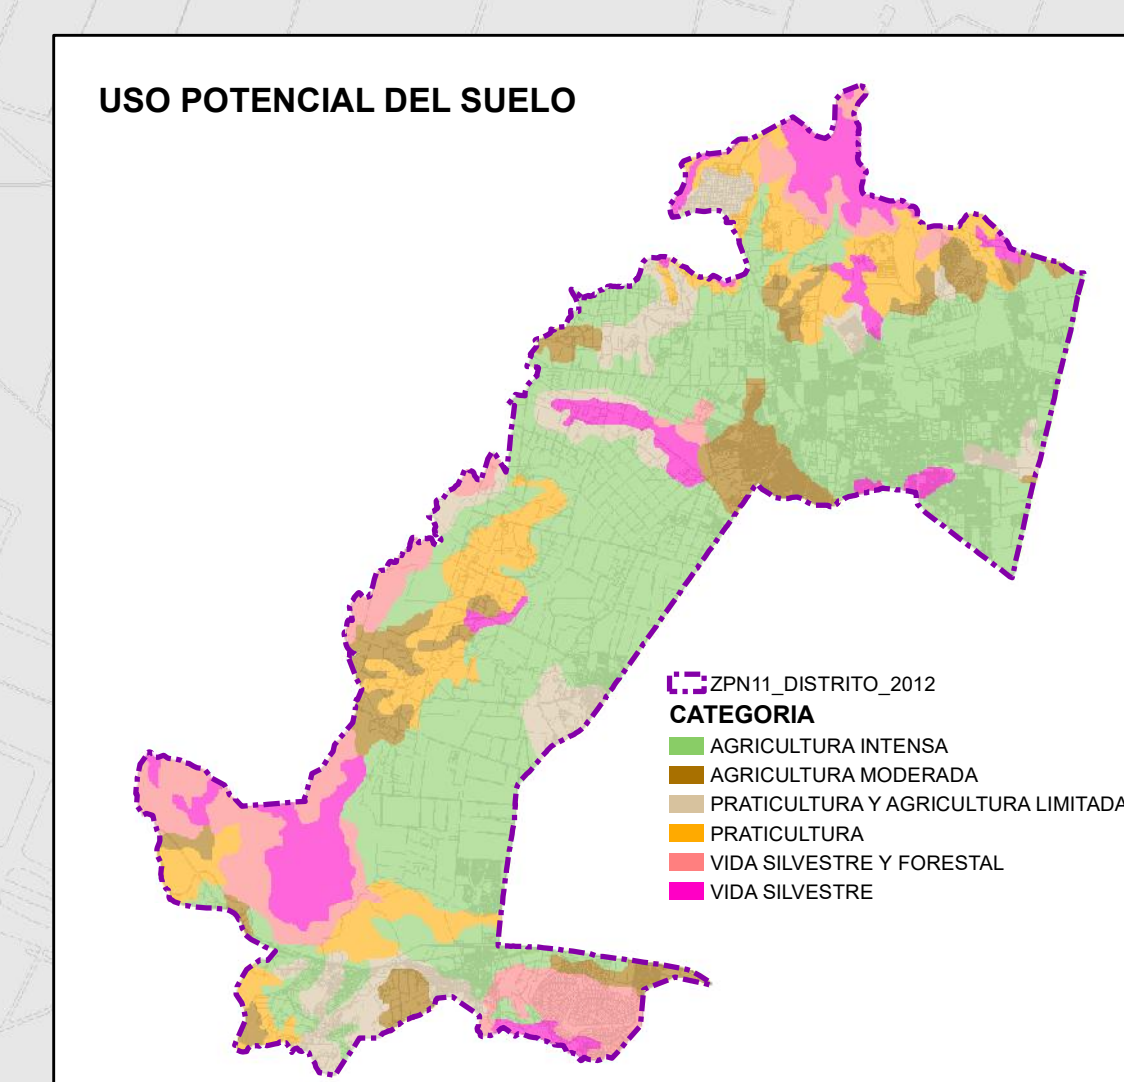 USO POTENCIAL DEL SUELO
ZPN11_DISTRITO_2012
CATEGORIA
AGRICULTURA INTENSA
AGRICULTURA MODERADA
PRATICULTURA Y AGRICULTURA LIMITADA
PRATICULTURA
VIDA SILVESTRE Y FORESTAL
VIDA SILVESTRE